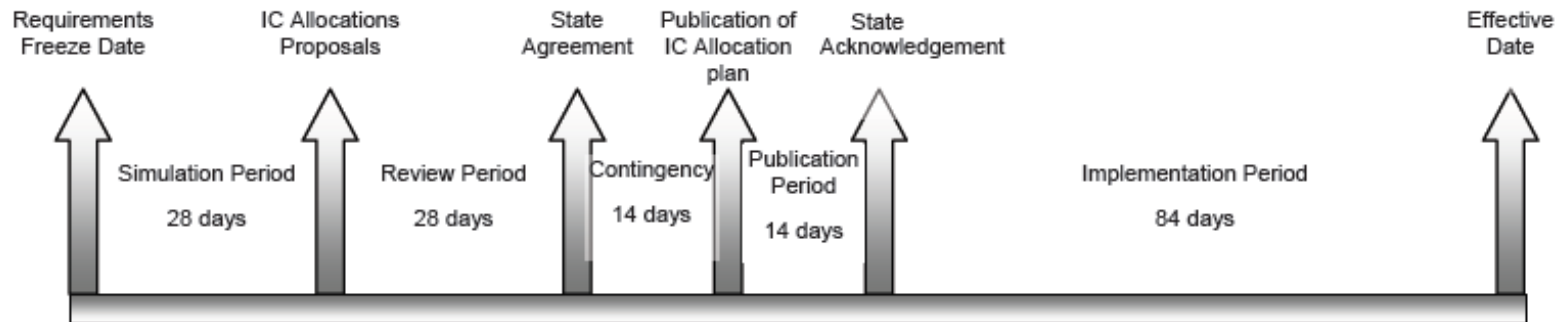 Requirements
Freeze Date
IC Allocations
Proposals
State
Agreement
Publication of
IC Allocation
plan
State
Acknowledgement
Effective
Date
Simulation Period
28 days
Review Period
28 days
Contingency
14 days
Publication
Period
14 days
Implementation Period
84 days